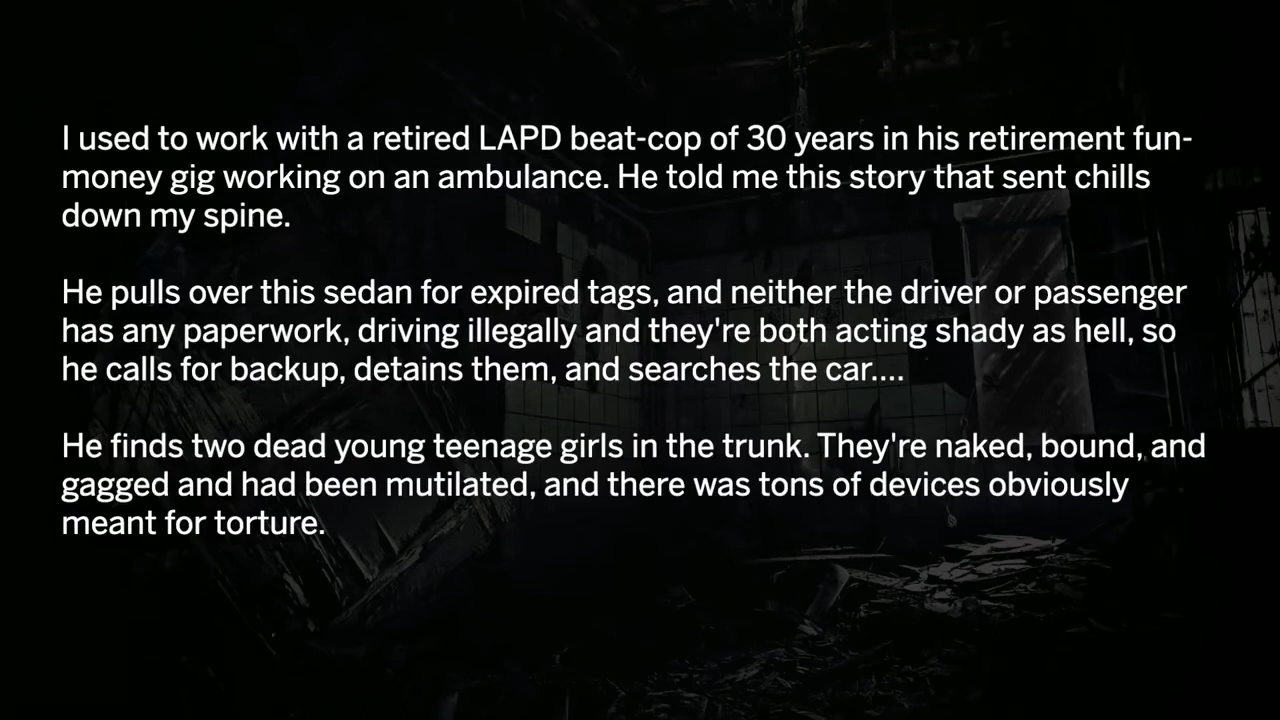 I used to work with a retired LAPD beat-cop of 30 years in his retirement fun-
money gig working on an ambulance. He told me this story that sent chills
down my spine.
He pulls over this sedan for expired tags, and neither the driver or passenger
has any paperwork, driving illegally and they're both acting shady as hell, so
he calls for backup, detains them, and searches the car....
He finds two dead young teenage girls in the trunk. They're naked, bound, and
gagged and had been mutilated, and there was tons of devices obviously
meant for torture.